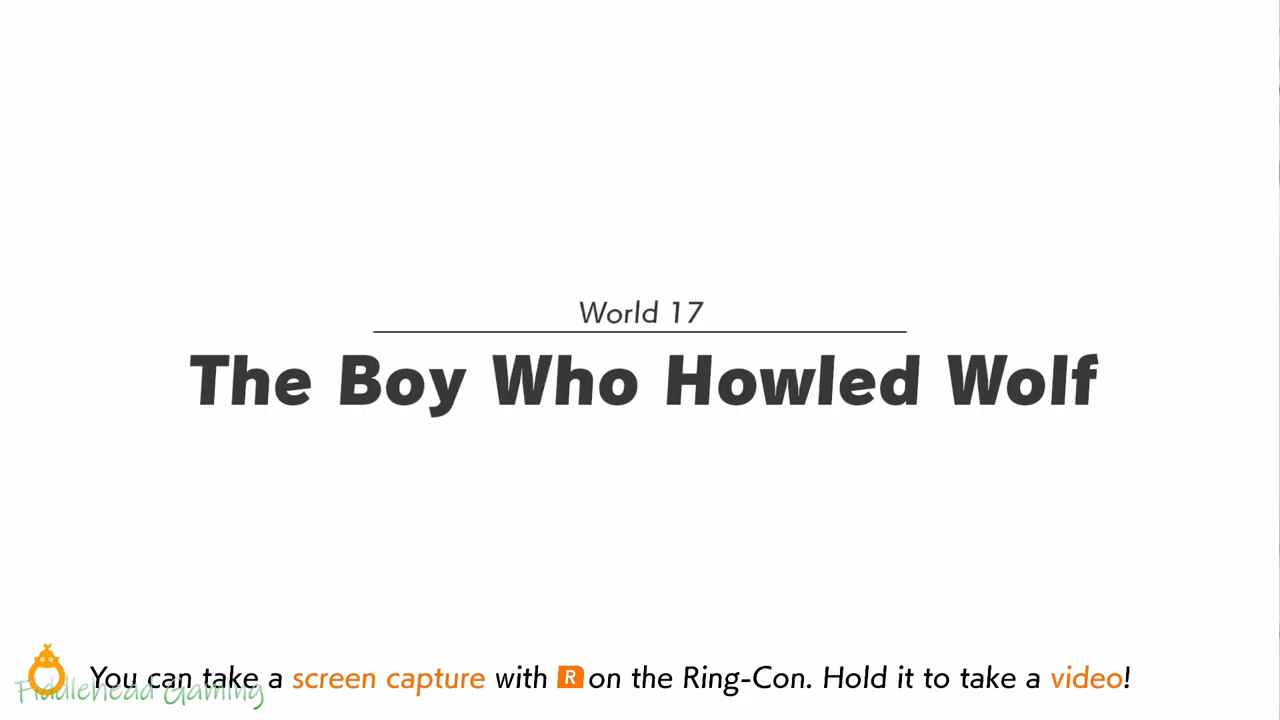 World 17
The Boy Who Howled Wolf
You can take a screen capture with R on the Ring-Con. Hold it to take a video!
Fiddlehead Gaming